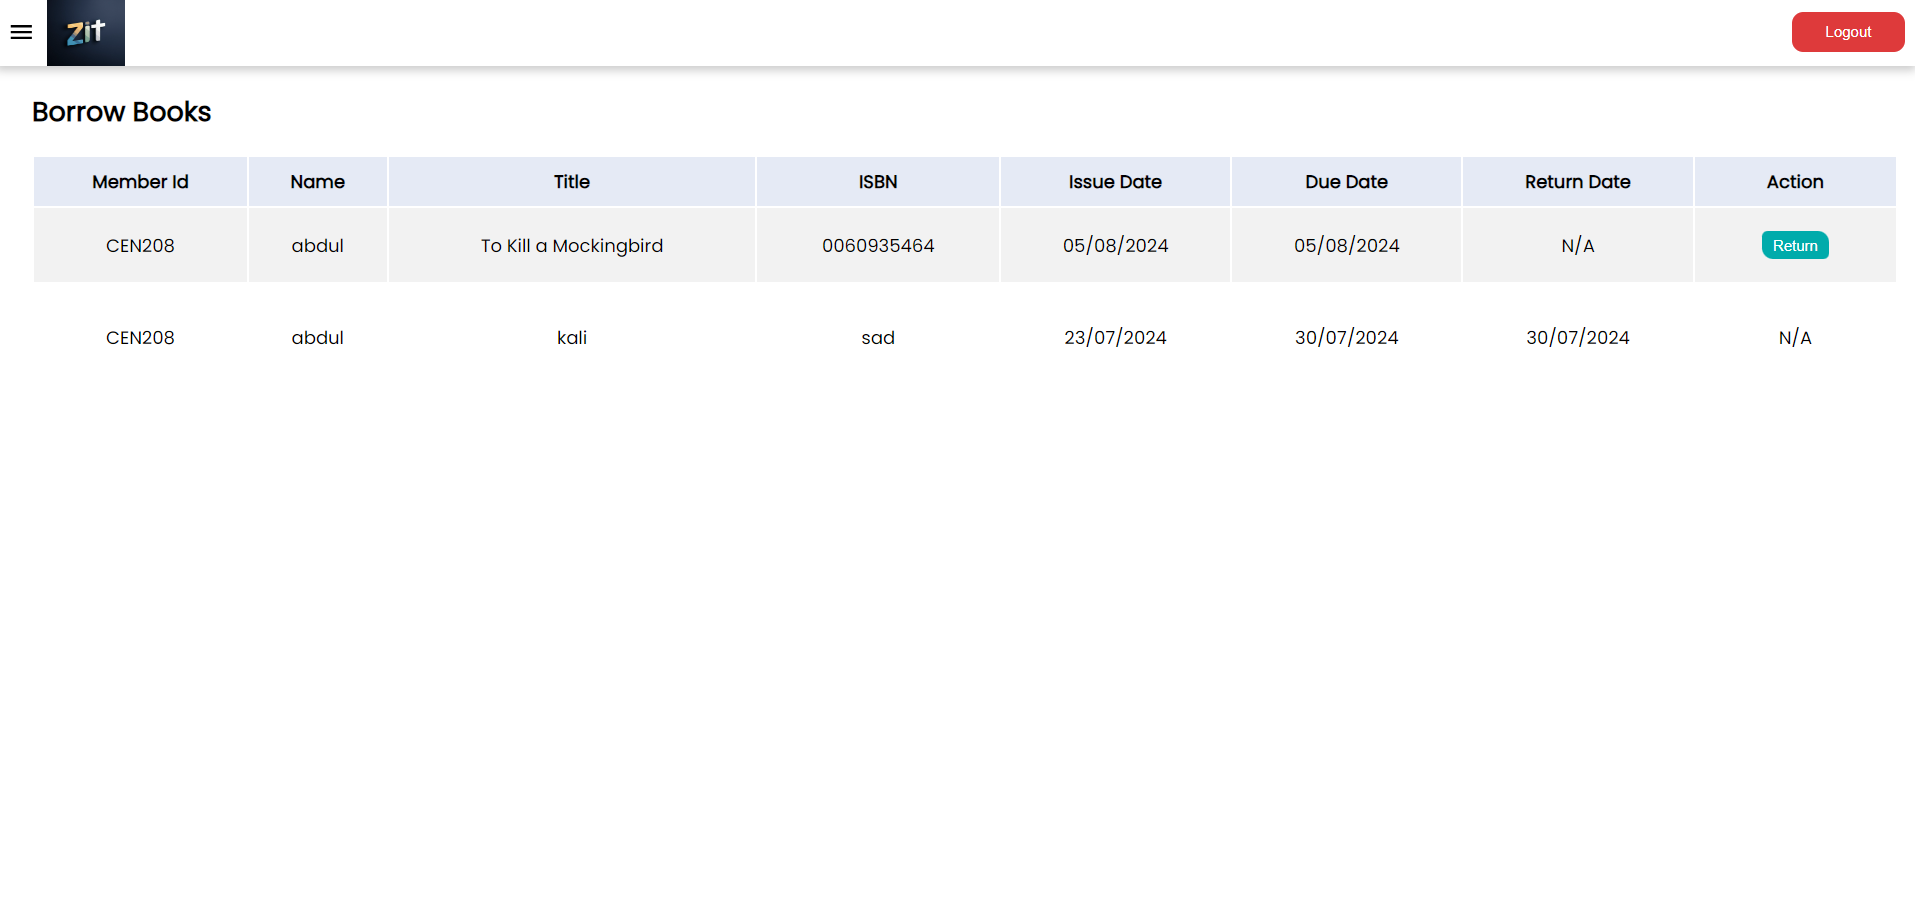 Zit
Logout
Borrow Books
Member Id Name Title ISBN Issue Date Due Date Return Date Action
CEN208 abdul To Kill a Mockingbird 0060935464 05/08/2024 05/08/2024 N/A Return
CEN208 abdul kali sad 23/07/2024 30/07/2024 30/07/2024 N/A